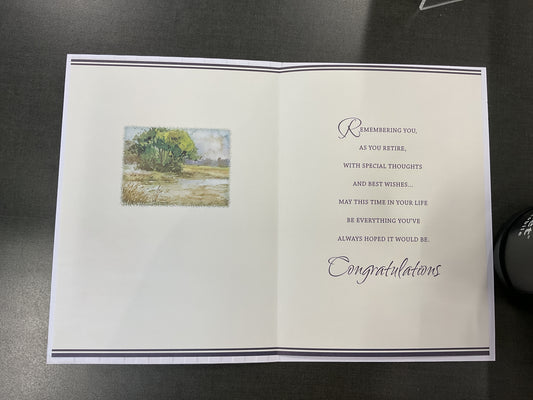 Remembering you,
as you retire,
with special thoughts
and best wishes...
may this time in your life
be everything you've
always hoped it would be.
Congratulations